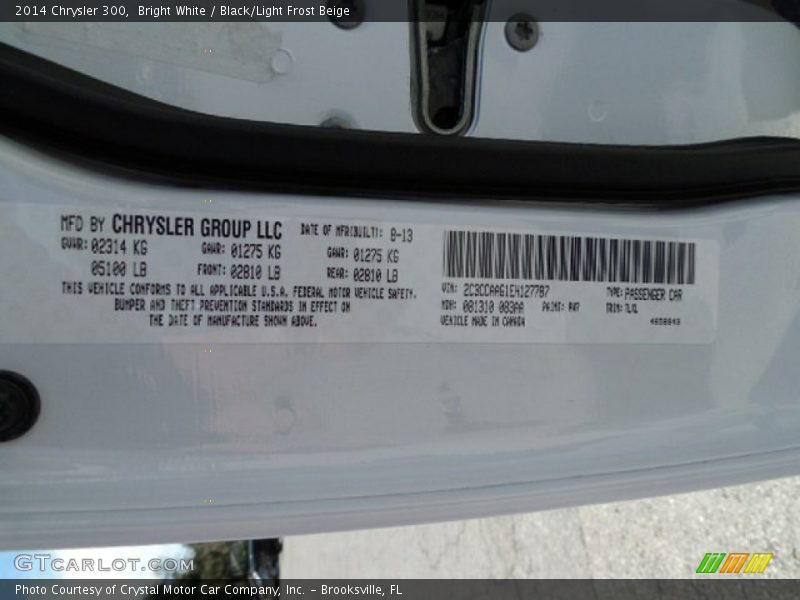 2014 Chrysler 300, Bright White / Black/Light Frost Beige
MFD BY CHRYSLER GROUP LLC DATE OF MFR(BUILT): 8-13
GVWR: 02314 KG GAWR: 01275 KG GAWR: 01275 KG
05100 LB FRONT: 02810 LB REAR: 02810 LB
THIS VEHICLE CONFORMS TO ALL APPLICABLE U.S.A. FEDERAL MOTOR VEHICLE SAFETY,
BUMPER AND THEFT PREVENTION STANDARDS IN EFFECT ON
THE DATE OF MANUFACTURE SHOWN ABOVE.
VIN: 2C3CCAAG1EH127787 TYPE: PASSENGER CAR
MDH: 081310 083AA PAINT: PW7 TRIM:
VEHICLE MADE IN CANADA
GTCARLOT.COM
Photo Courtesy of Crystal Motor Car Company, Inc. – Brooksville, FL